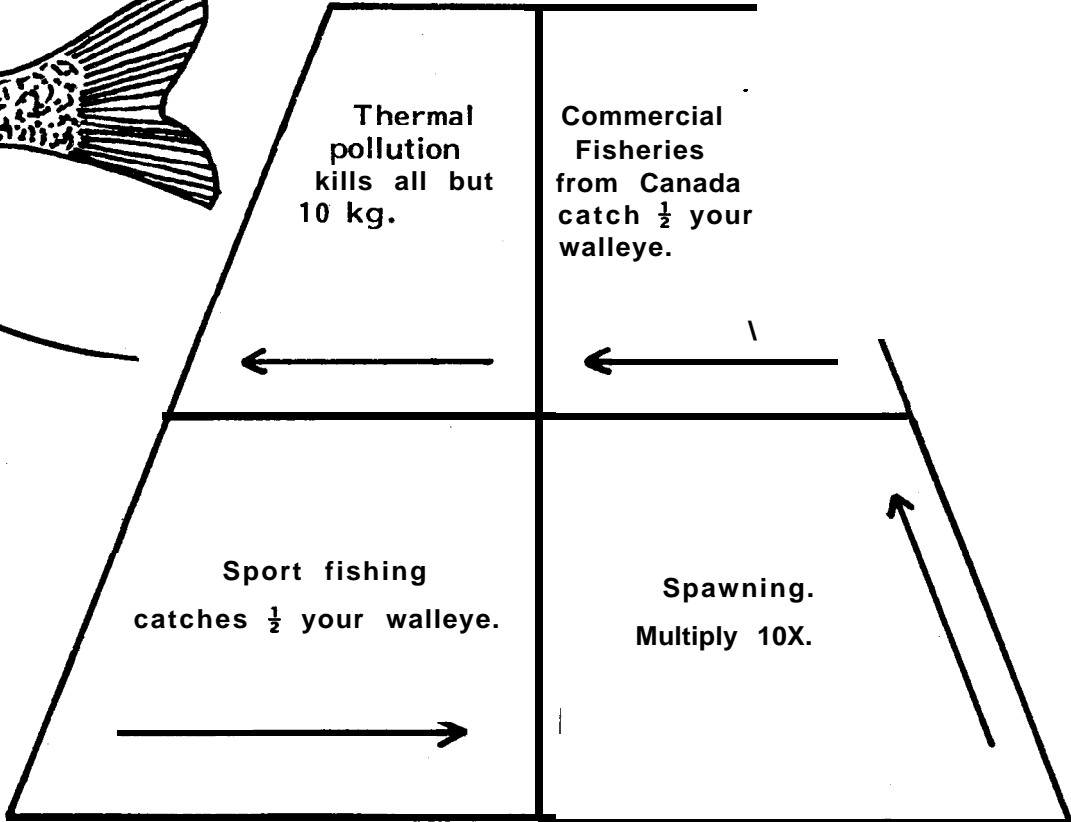 Thermal
pollution
kills all but
10 kg.
Commercial
Fisheries
from Canada
catch ½ your
walleye.
Sport fishing
catches ½ your walleye.
Spawning.
Multiply 10X.